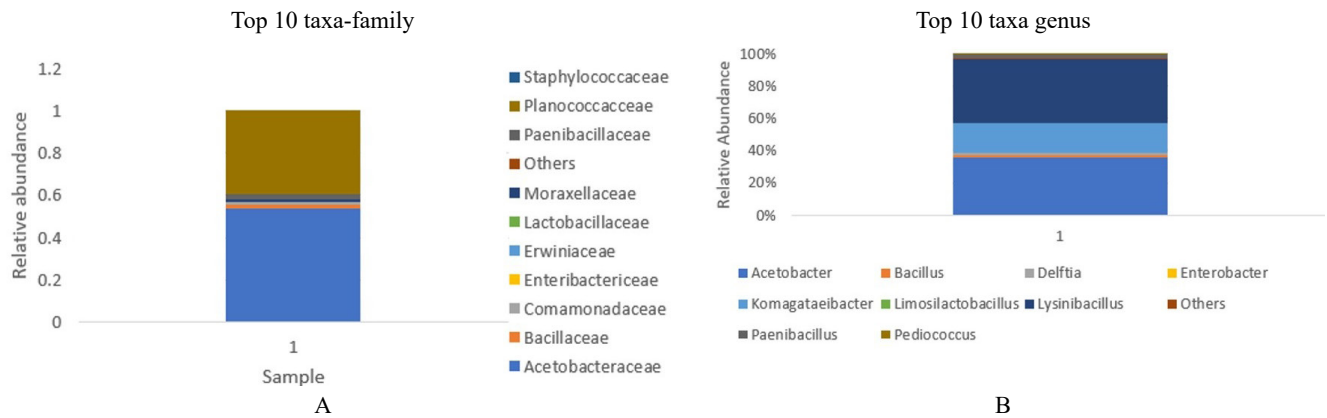 Top 10 taxa-family
Relative abundance
1.2
1
0.8
0.6
0.4
0.2
0
1
Sample
Staphylococcaceae
Planococcacceae
Paenibacillaceae
Others
Moraxellaceae
Lactobacillaceae
Erwiniaceae
Enteribactericeae
Comamonadaceae
Bacillaceae
Acetobacteraceae
A
Top 10 taxa genus
Relative Abundance
100%
80%
60%
40%
20%
0%
1
Acetobacter Bacillus Delftia Enterobacter
Komagataeibacter Limosilactobacillus Lysinibacillus Others
Paenibacillus Pediococcus
B